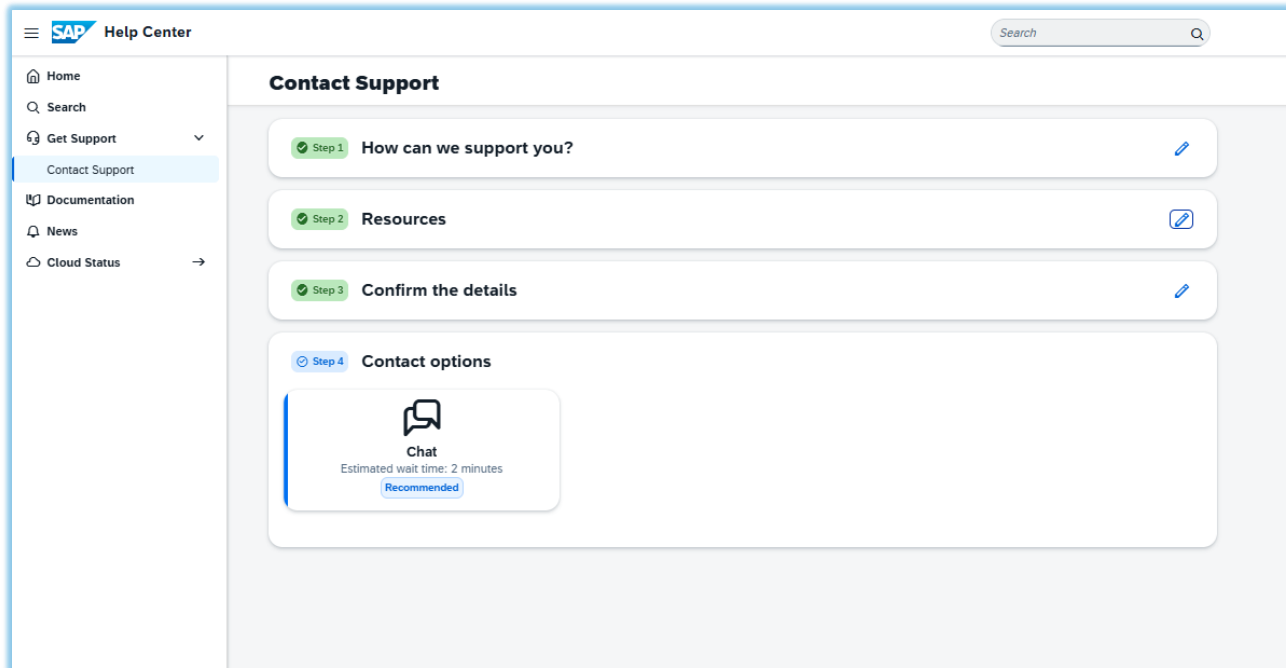 SAP Help Center
Search
Home
Search
Get Support
Contact Support
Documentation
News
Cloud Status
Contact Support
Step 1 How can we support you?
Step 2 Resources
Step 3 Confirm the details
Step 4 Contact options
Chat
Estimated wait time: 2 minutes
Recommended